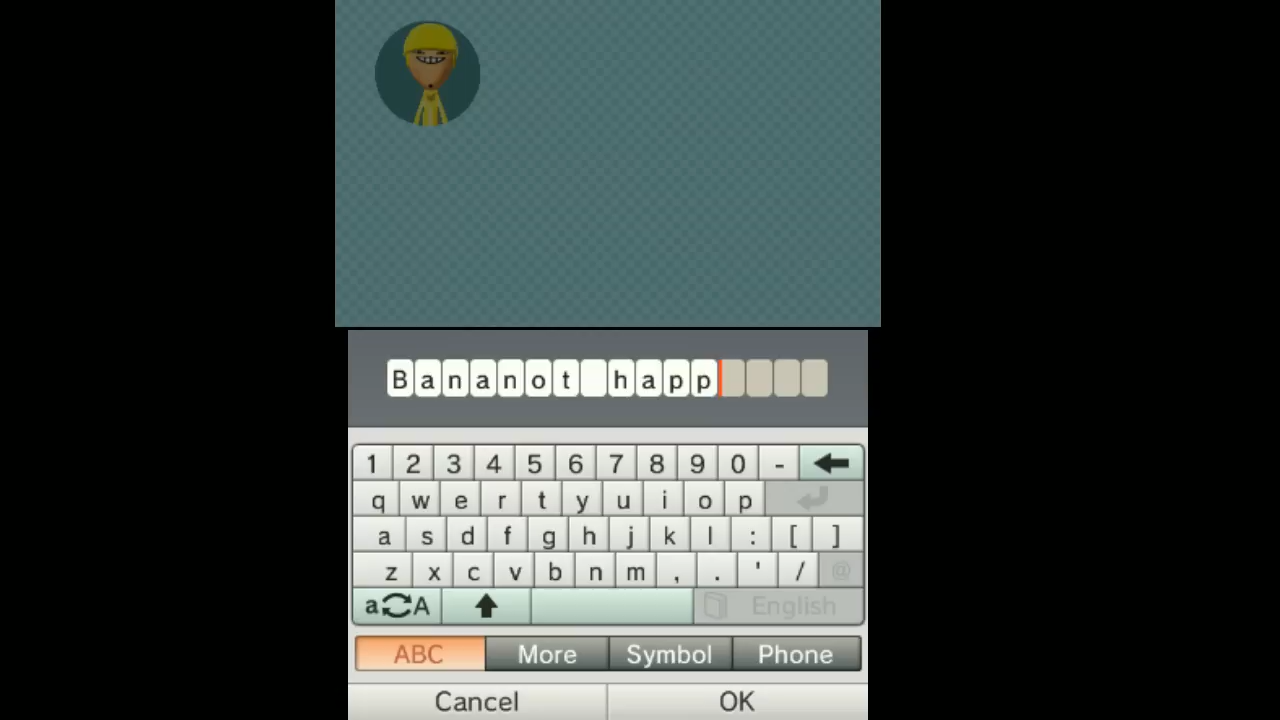 Bananot happ
1 2 3 4 5 6 7 8 9 0 -
q w e r t y u i o p
a s d f g h j k l : [ ]
z x c v b n m , . ' / @
a A English
ABC More Symbol Phone
Cancel OK